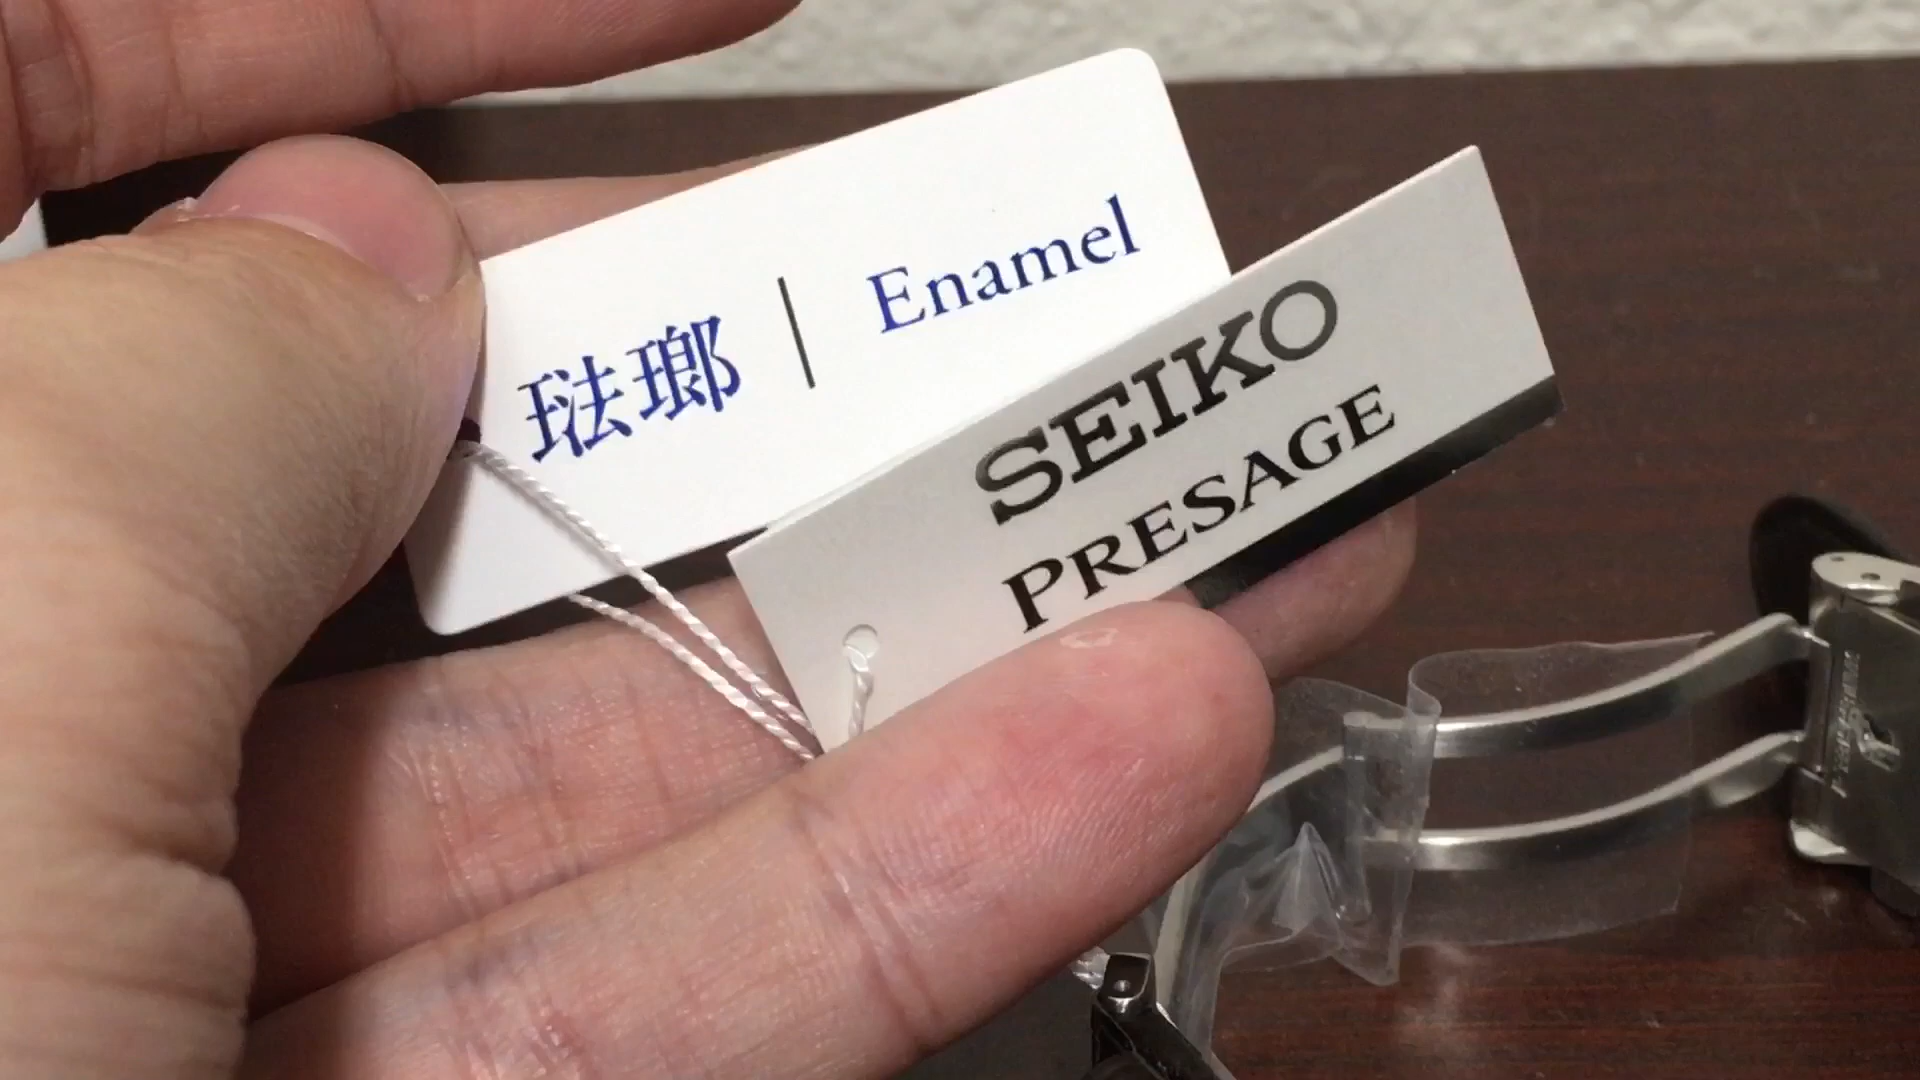 琺瑯 | Enamel
SEIKO
PRESAGE